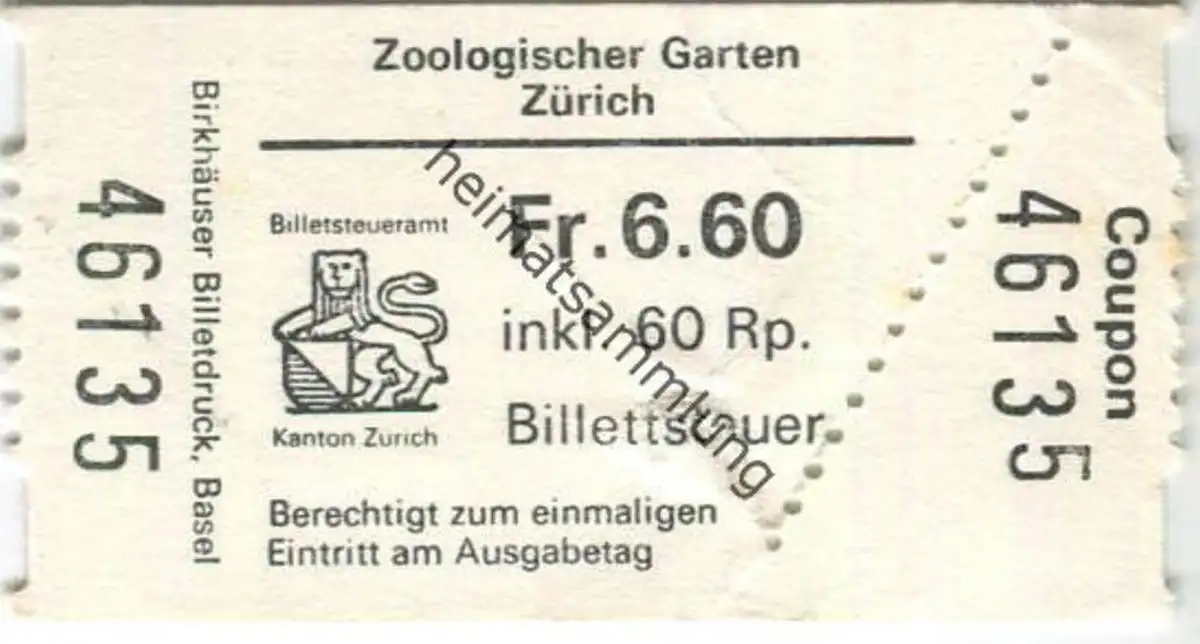 Zoologischer Garten
Zürich
Birkhäuser Billetdruck, Basel
46135
Billetsteueramt
Kanton Zürich
Fr. 6.60
inkl. 60 Rp.
Billettsteuer
Berechtigt zum einmaligen
Eintritt am Ausgabetag
Coupon
46135
heimatsammlung